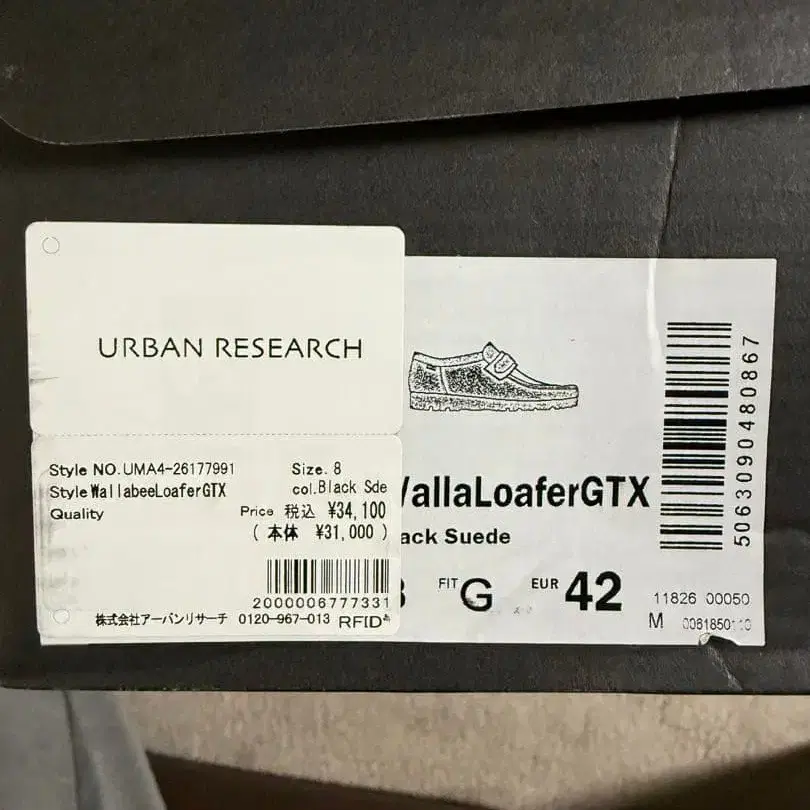 URBAN RESEARCH
Style NO.UMA4-26177991 Size. 8
Style WallabeeLoaferGTX col.Black Sde
Quality Price 税込 ¥34,100
( 本体 ¥31,000 )
2000006777331
株式会社アーバンリサーチ 0120-967-013 RFID
allaLoaferGTX
ack Suede
FIT G EUR 42
11826 00050
M
5063090480867